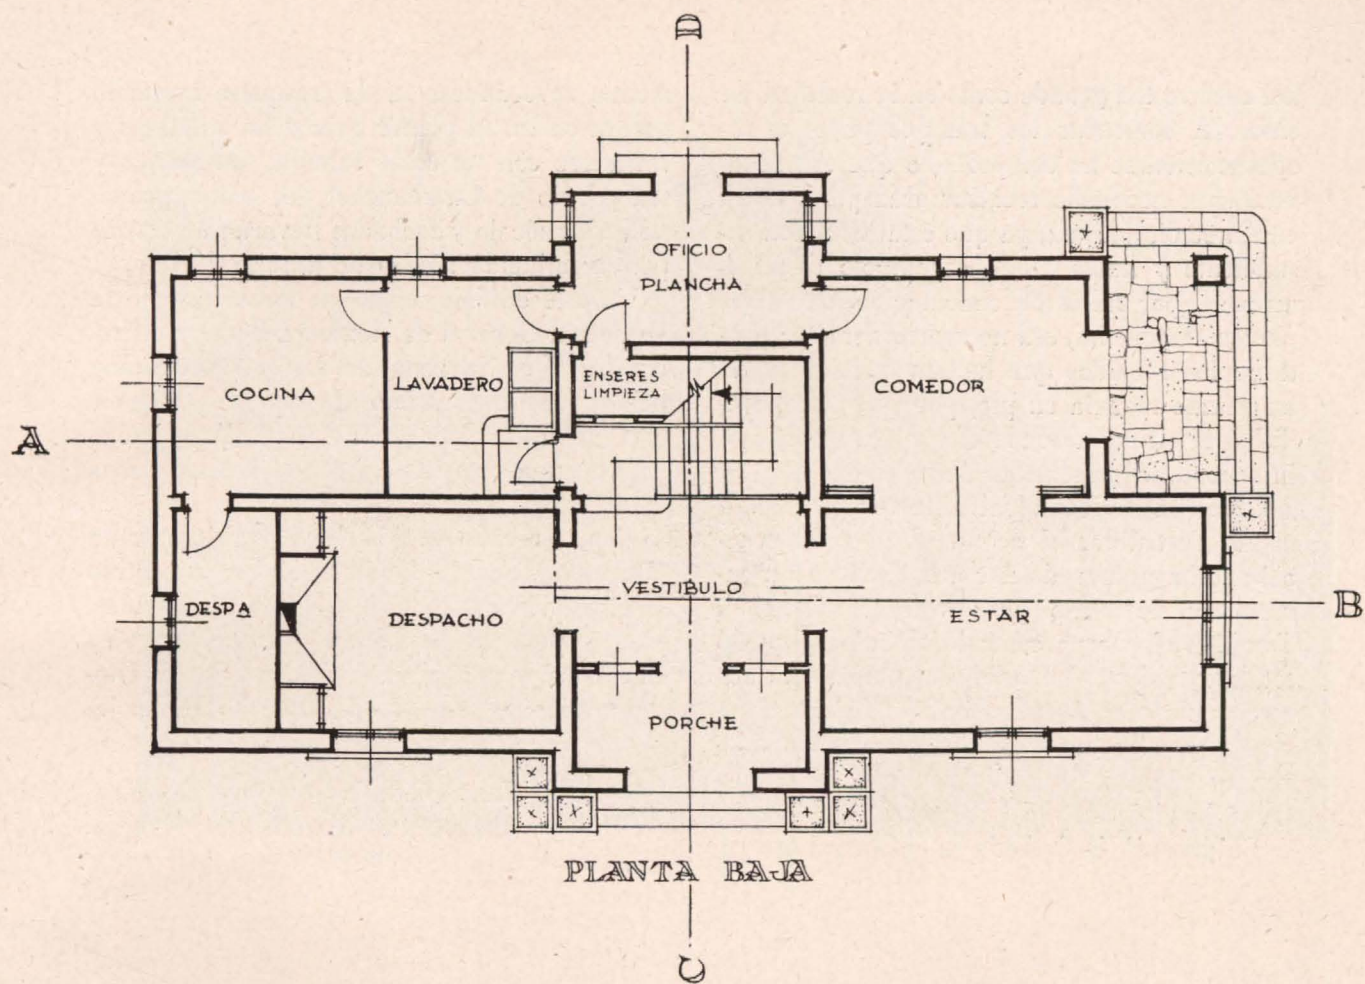 D
OFICIO
PLANCHA
ENSERES
LIMPIEZA
COCINA
LAVADERO
COMEDOR
A
DESPA
DESPACHO
VESTIBULO
ESTAR
B
PORCHE
PLANTA BAJA
C